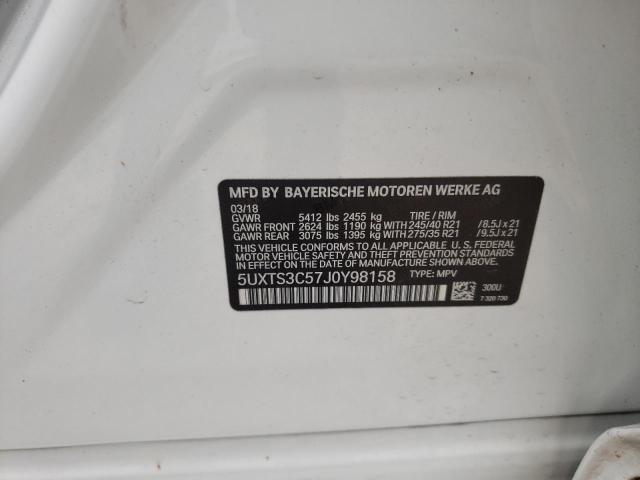 MFD BY BAYERISCHE MOTOREN WERKE AG
03/18
GVWR 5412 lbs 2455 kg TIRE / RIM
GAWR FRONT 2624 lbs 1190 kg 245/40 R21 / 8.5J x 21
GAWR REAR 3075 lbs 1395 kg 275/35 R21 / 9.5J x 21
THIS VEHICLE CONFORMS TO ALL APPLICABLE U.S. FEDERAL
MOTOR VEHICLE SAFETY AND THEFT PREVENTION STANDARDS
IN EFFECT ON THE DATE OF MANUFACTURE SHOWN ABOVE.
5UXTS3C57J0Y98158 TYPE: MPV
300U
7 320 730